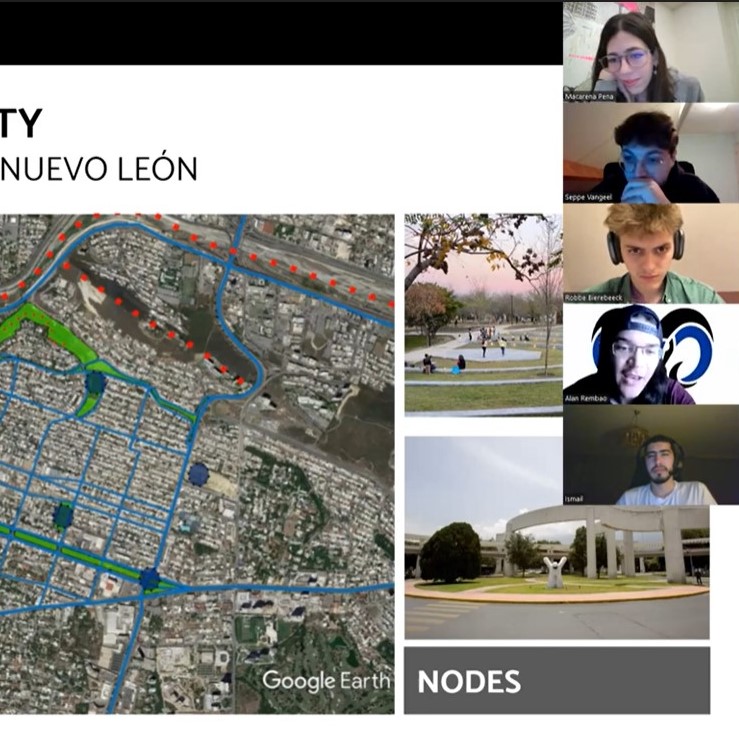 TY
NUEVO LEÓN
Macarena Pena
Seppe Vangeel
Robbe Bierebeeck
Alan Rembao
Ismail
Google Earth
NODES